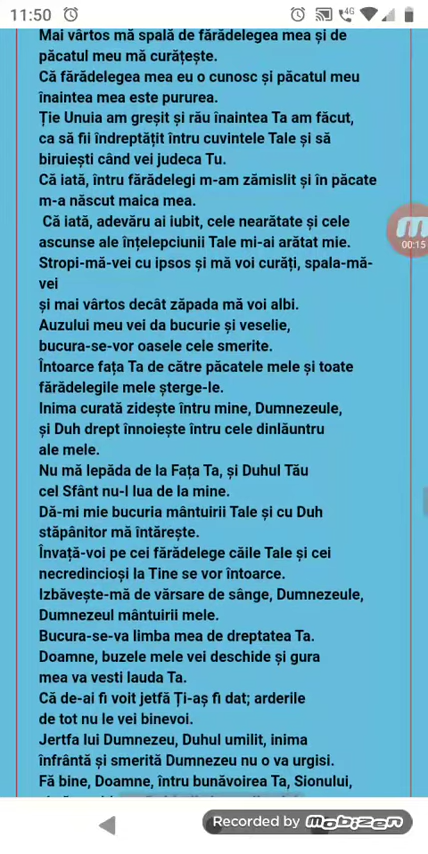 11:50
4G
Mai vârtos mă spală de fărădelegea mea și de
păcatul meu mă curățește.
Că fărădelegea mea eu o cunosc și păcatul meu
înaintea mea este pururea.
Ție Unuia am greșit și rău înaintea Ta am făcut,
ca să fii îndreptățit întru cuvintele Tale și să
biruiești când vei judeca Tu.
Că iată, întru fărădelegi m-am zămislit și în păcate
m-a născut maica mea.
Că iată, adevăru ai iubit, cele nearătate și cele
ascunse ale înțelepciunii Tale mi-ai arătat mie.
00:15
Stropi-mă-vei cu ipsos și mă voi curăți, spala-mă-
vei
și mai vârtos decât zăpada mă voi albi.
Auzului meu vei da bucurie și veselie,
bucura-se-vor oasele cele smerite.
Întoarce fața Ta de către păcatele mele și toate
fărădelegile mele șterge-le.
Inima curată zidește întru mine, Dumnezeule,
și Duh drept înnoiește întru cele dinlăuntru
ale mele.
Nu mă lepăda de la Fața Ta, și Duhul Tău
cel Sfânt nu-l lua de la mine.
Dă-mi mie bucuria mântuirii Tale și cu Duh
stăpânitor mă întărește.
Învață-voi pe cei fărădelege căile Tale și cei
necredincioși la Tine se vor întoarce.
Izbăvește-mă de vărsare de sânge, Dumnezeule,
Dumnezeul mântuirii mele.
Bucura-se-va limba mea de dreptatea Ta.
Doamne, buzele mele vei deschide și gura
mea va vesti lauda Ta.
Că de-ai fi voit jetfă Ți-aș fi dat; arderile
de tot nu le vei binevoi.
Jertfa lui Dumnezeu, Duhul umilit, inima
înfrântă și smerită Dumnezeu nu o va urgisi.
Fă bine, Doamne, întru bunăvoirea Ta, Sionului,
Recorded by mobizen